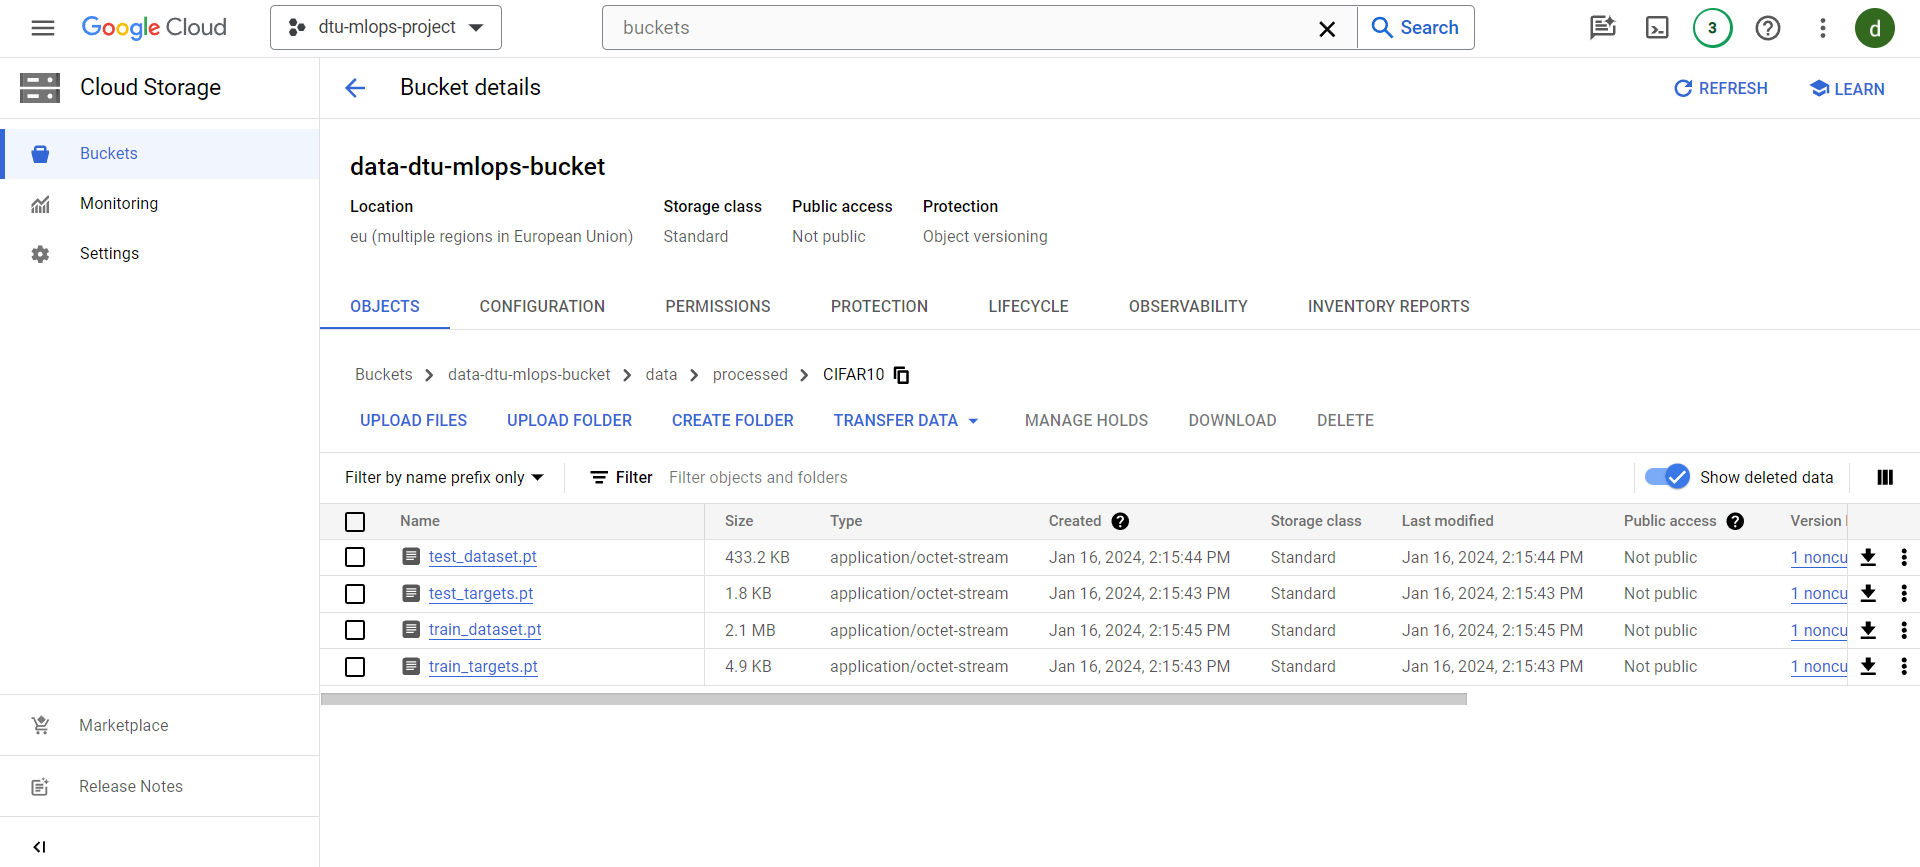 Google Cloud dtu-mlops-project buckets Search 3 d
Cloud Storage
Buckets
Monitoring
Settings
Marketplace
Release Notes
Bucket details REFRESH LEARN
data-dtu-mlops-bucket
Location Storage class Public access Protection
eu (multiple regions in European Union) Standard Not public Object versioning
OBJECTS CONFIGURATION PERMISSIONS PROTECTION LIFECYCLE OBSERVABILITY INVENTORY REPORTS
Buckets data-dtu-mlops-bucket data processed CIFAR10
UPLOAD FILES UPLOAD FOLDER CREATE FOLDER TRANSFER DATA MANAGE HOLDS DOWNLOAD DELETE
Filter by name prefix only Filter Filter objects and folders Show deleted data
Name Size Type Created Storage class Last modified Public access Version
test_dataset.pt 433.2 KB application/octet-stream Jan 16, 2024, 2:15:44 PM Standard Jan 16, 2024, 2:15:44 PM Not public 1 noncu
test_targets.pt 1.8 KB application/octet-stream Jan 16, 2024, 2:15:43 PM Standard Jan 16, 2024, 2:15:43 PM Not public 1 noncu
train_dataset.pt 2.1 MB application/octet-stream Jan 16, 2024, 2:15:45 PM Standard Jan 16, 2024, 2:15:45 PM Not public 1 noncu
train_targets.pt 4.9 KB application/octet-stream Jan 16, 2024, 2:15:43 PM Standard Jan 16, 2024, 2:15:43 PM Not public 1 noncu